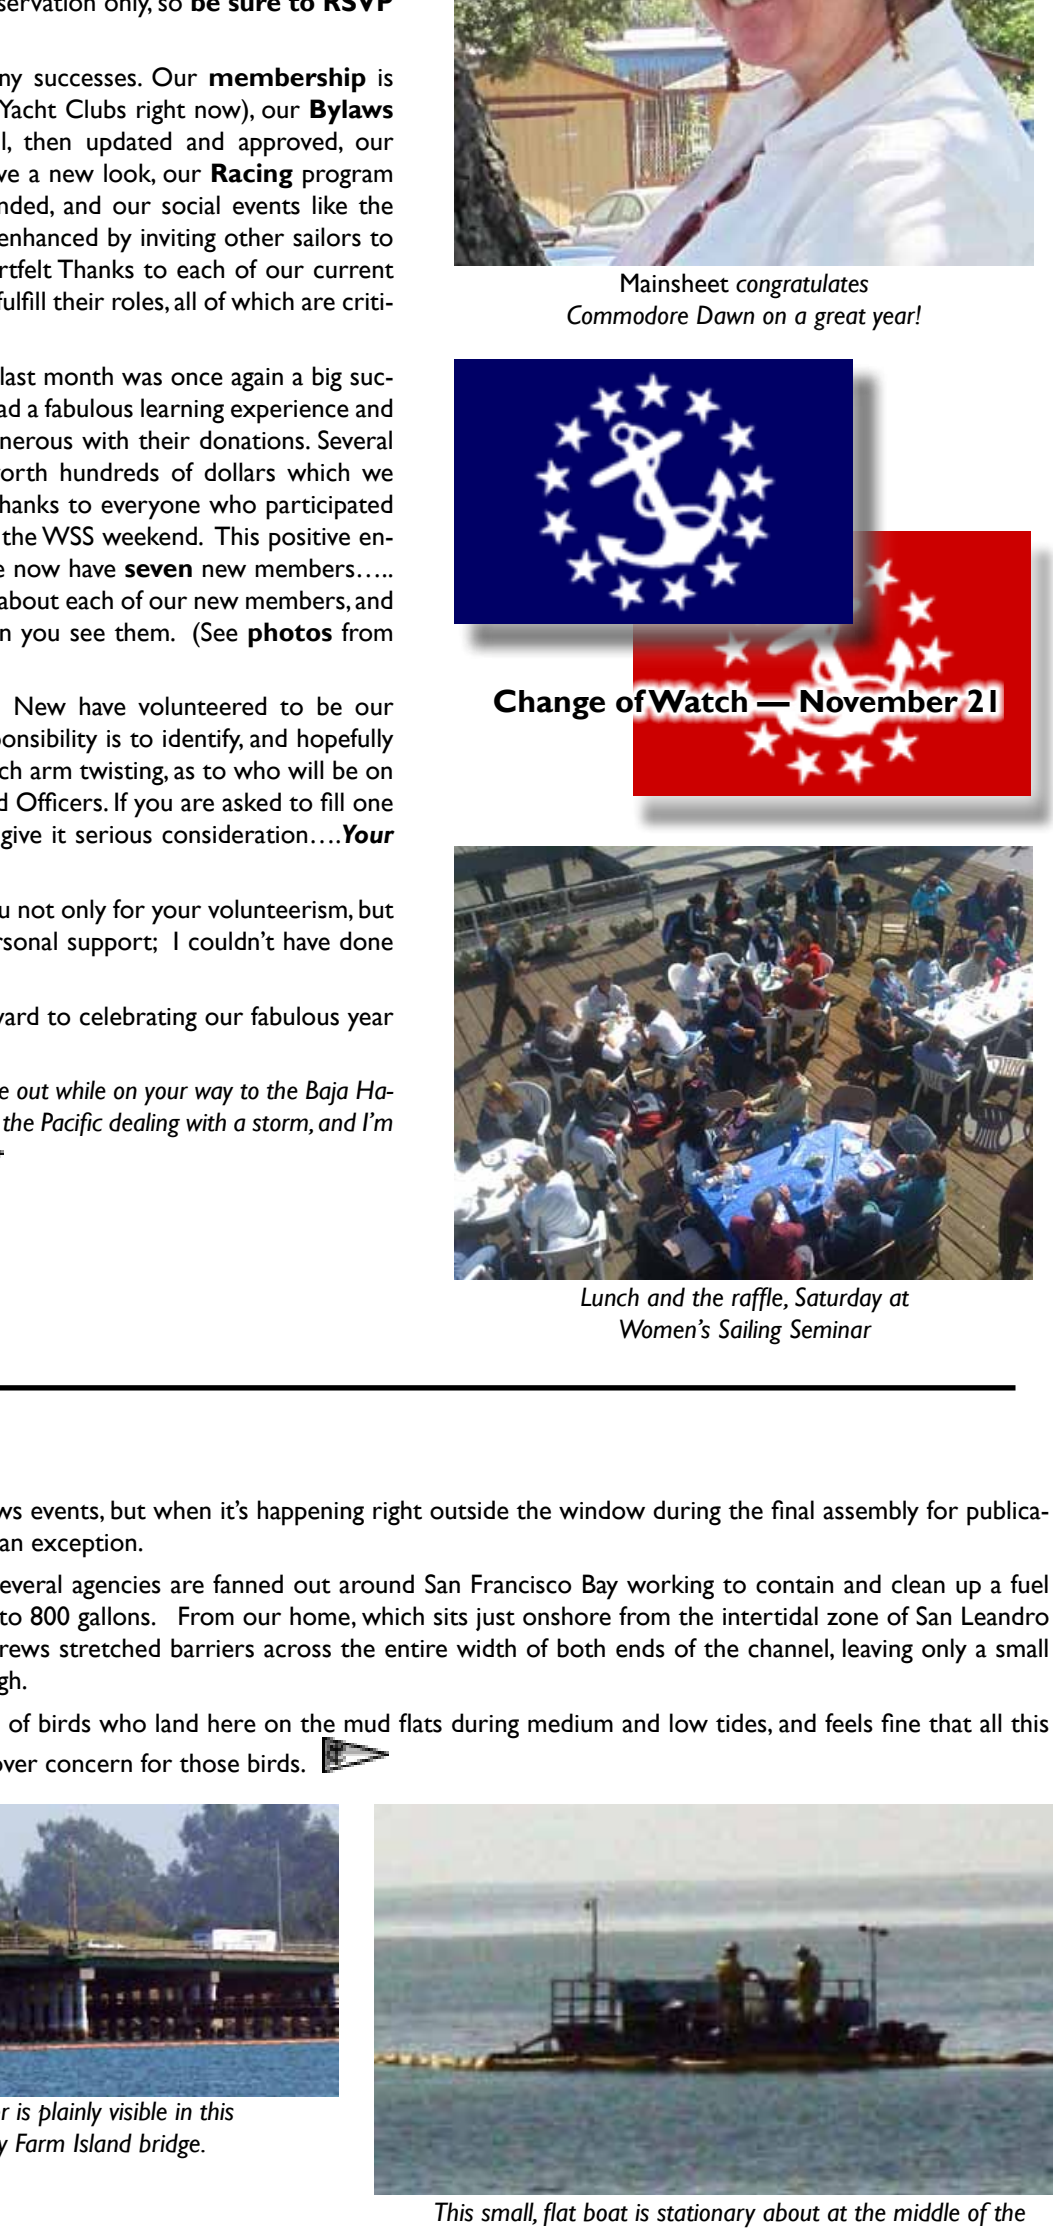 servation only, so be sure to RSVP
ny successes. Our membership is
Yacht Clubs right now), our Bylaws
l, then updated and approved, our
ve a new look, our Racing program
nded, and our social events like the
enhanced by inviting other sailors to
rtfelt Thanks to each of our current
fulfill their roles, all of which are criti-
last month was once again a big suc-
ad a fabulous learning experience and
nerous with their donations. Several
orth hundreds of dollars which we
hanks to everyone who participated
the WSS weekend. This positive en-
e now have seven new members…..
about each of our new members, and
n you see them. (See photos from
New have volunteered to be our
onsibility is to identify, and hopefully
ch arm twisting, as to who will be on
d Officers. If you are asked to fill one
give it serious consideration….Your
u not only for your volunteerism, but
rsonal support; I couldn't have done
vard to celebrating our fabulous year
e out while on your way to the Baja Ha-
the Pacific dealing with a storm, and I'm
Mainsheet congratulates
Commodore Dawn on a great year!
Change of Watch — November 21
Lunch and the raffle, Saturday at
Women's Sailing Seminar
ws events, but when it's happening right outside the window during the final assembly for publica-
an exception.
everal agencies are fanned out around San Francisco Bay working to contain and clean up a fuel
to 800 gallons. From our home, which sits just onshore from the intertidal zone of San Leandro
rews stretched barriers across the entire width of both ends of the channel, leaving only a small
gh.
of birds who land here on the mud flats during medium and low tides, and feels fine that all this
over concern for those birds.
r is plainly visible in this
y Farm Island bridge.
This small, flat boat is stationary about at the middle of the